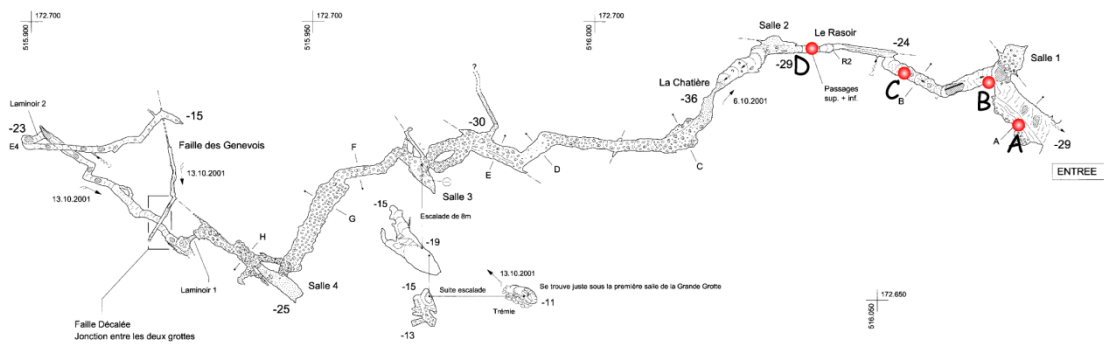 172.700
515.900
172.700
515.950
172.700
516.000
Salle 2
Le Rasoir
-24
Salle 1
-29
D
R2
C
B
B
A
A
-29
ENTREE
Passages
sup. + inf.
La Chatière
-36
6.10.2001
C
?
-30
D
E
F
G
Salle 3
Escalade de 8m
-15
-19
-15
-13
Suite escalade
Trémie
13.10.2001
-11
Se trouve juste sous la première salle de la Grande Grotte
Laminoir 2
-23
E4
-15
Faille des Genevois
13.10.2001
13.10.2001
H
Laminoir 1
Salle 4
-25
Faille Décalée
Jonction entre les deux grottes
172.650
516.050